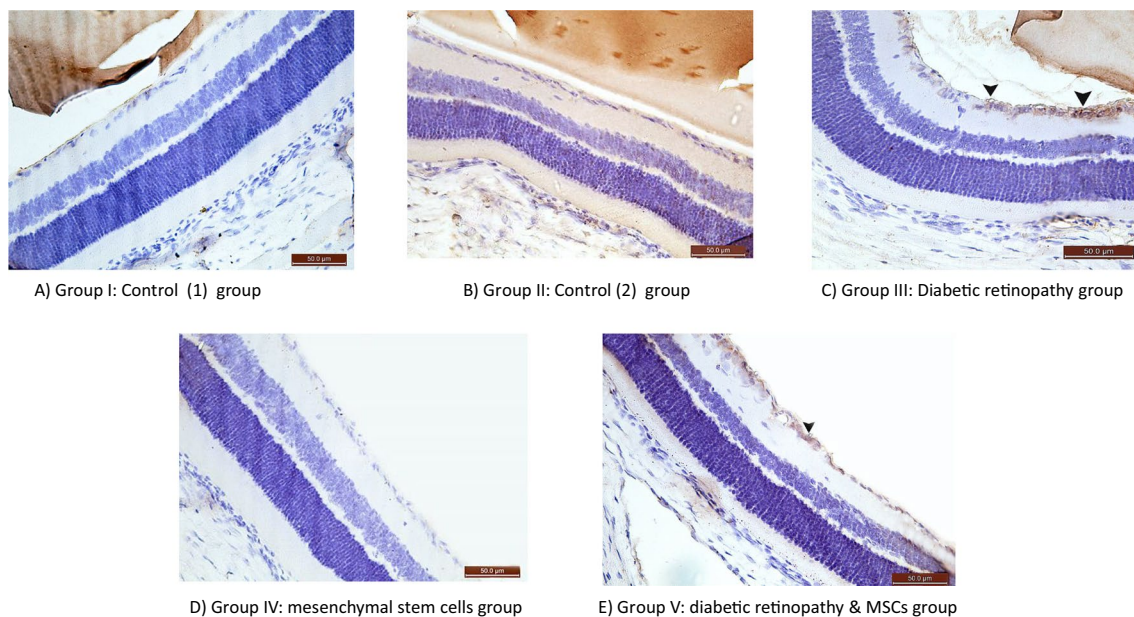 50.0 µm
50.0 µm
50.0 µm
A) Group I: Control (1) group
B) Group II: Control (2) group
C) Group III: Diabetic retinopathy group
50.0 µm
50.0 µm
D) Group IV: mesenchymal stem cells group
E) Group V: diabetic retinopathy & MSCs group